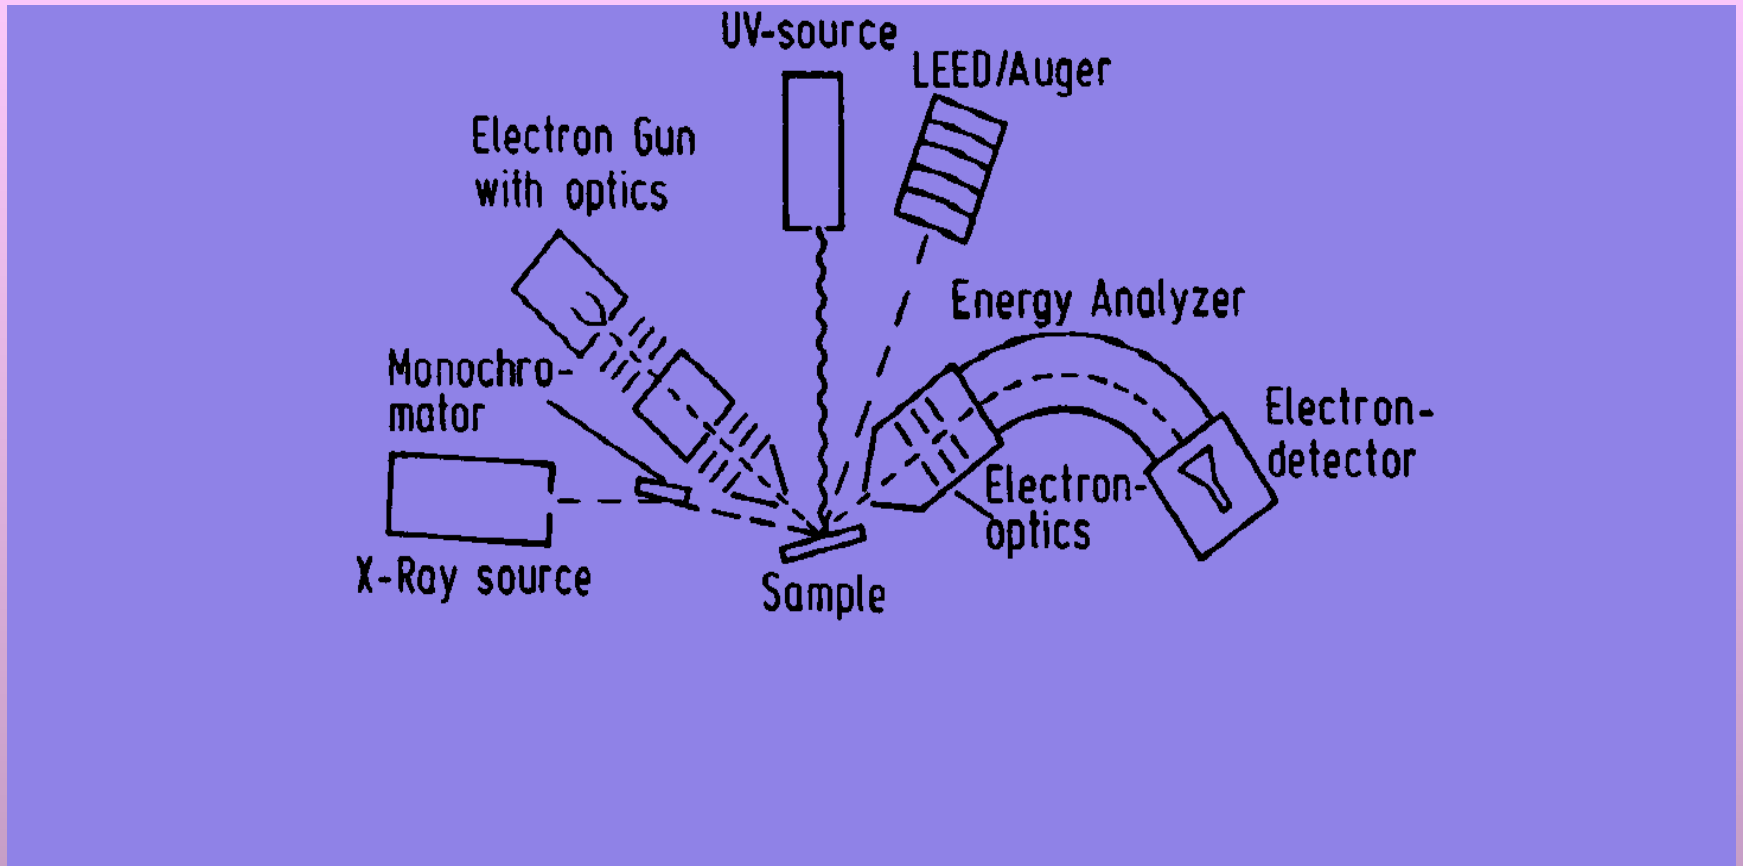 UV-source
LEED/Auger
Electron Gun
with optics
Energy Analyzer
Monochro-
mator
Electron-
detector
Electron-
optics
X-Ray source
Sample